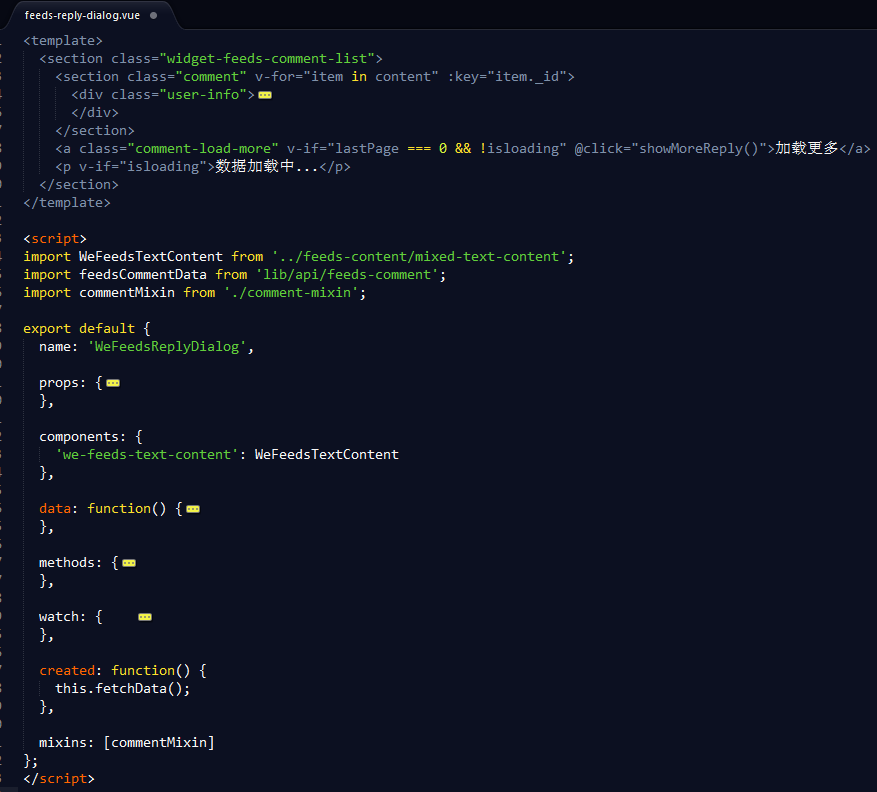 feeds-reply-dialog.vue
<template>
<section class="widget-feeds-comment-list">
<section class="comment" v-for="item in content" :key="item._id">
<div class="user-info">
</div>
</section>
<a class="comment-load-more" v-if="lastPage === 0 && !isloading" @click="showMoreReply()">加载更多</a>
<p v-if="isloading">数据加载中...</p>
</section>
</template>
<script>
import WeFeedsTextContent from '../feeds-content/mixed-text-content';
import feedsCommentData from 'lib/api/feeds-comment';
import commentMixin from './comment-mixin';
export default {
name: 'WeFeedsReplyDialog',
props: {
},
components: {
'we-feeds-text-content': WeFeedsTextContent
},
data: function() {
},
methods: {
},
watch: {
},
created: function() {
this.fetchData();
},
mixins: [commentMixin]
};
</script>